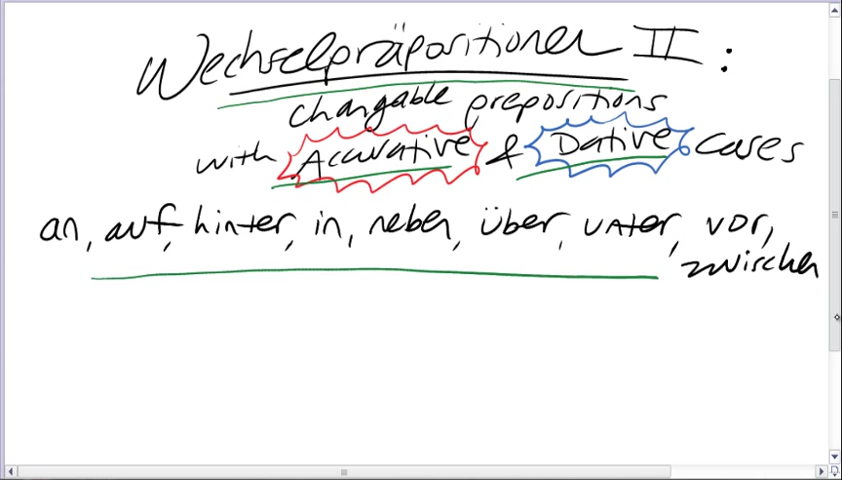 Wechselpräpositionen II:
changable prepositions
with Accusative & Dative cases
an, auf, hinter, in, neben, über, unter, vor,
zwischen